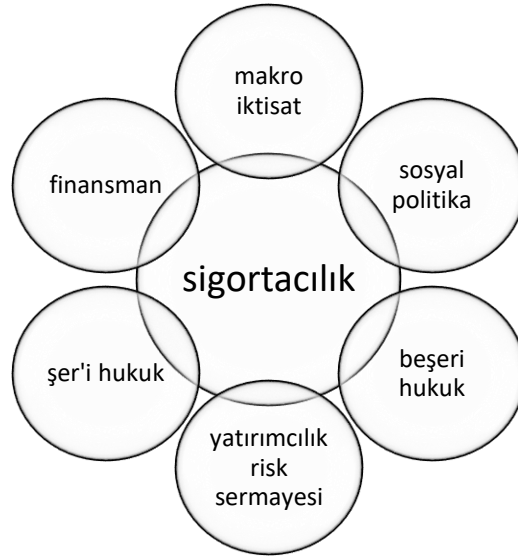 makro
iktisat
finansman
sosyal
politika
sigortacılık
şer'i hukuk
beşeri
hukuk
yatırımcılık
risk
sermayesi